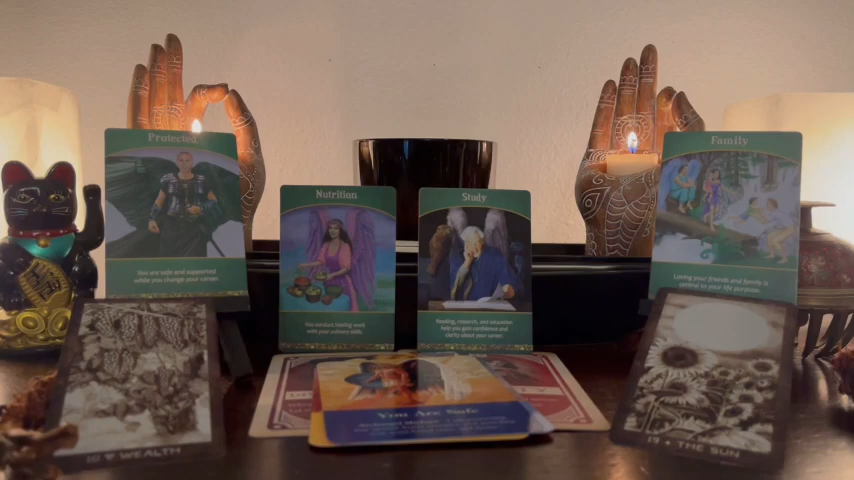 Protected
You are safe and supported
while you change your career.
Nutrition
You conduct healing work
with your culinary skills.
Study
Reading, research, and education
help you gain confidence and
clarity about your career.
Family
Loving your friends and family is
central to your life purpose.
You Are Safe
Archangel Michael:
WEALTH
19 • THE SUN